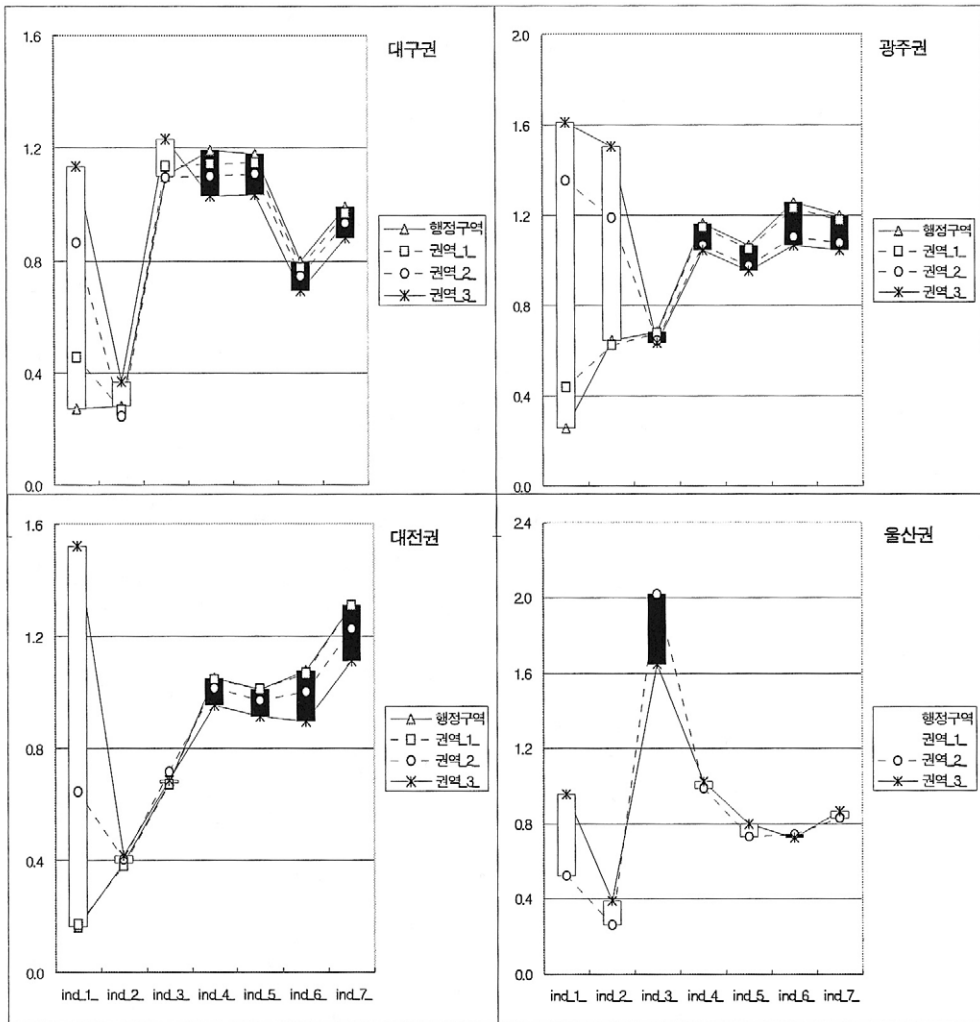 대구권
1.6
1.2
0.8
0.4
0.0
행정구역
권역_1_
권역_2_
권역_3_
광주권
2.0
1.6
1.2
0.8
0.4
0.0
행정구역
권역_1_
권역_2_
권역_3_
대전권
1.6
1.2
0.8
0.4
0.0
행정구역
권역_1_
권역_2_
권역_3_
ind_1_ ind_2_ ind_3_ ind_4_ ind_5_ ind_6_ ind_7_
울산권
2.4
2.0
1.6
1.2
0.8
0.4
0.0
행정구역
권역_1_
권역_2_
권역_3_
ind_1_ ind_2_ ind_3_ ind_4_ ind_5_ ind_6_ ind_7_